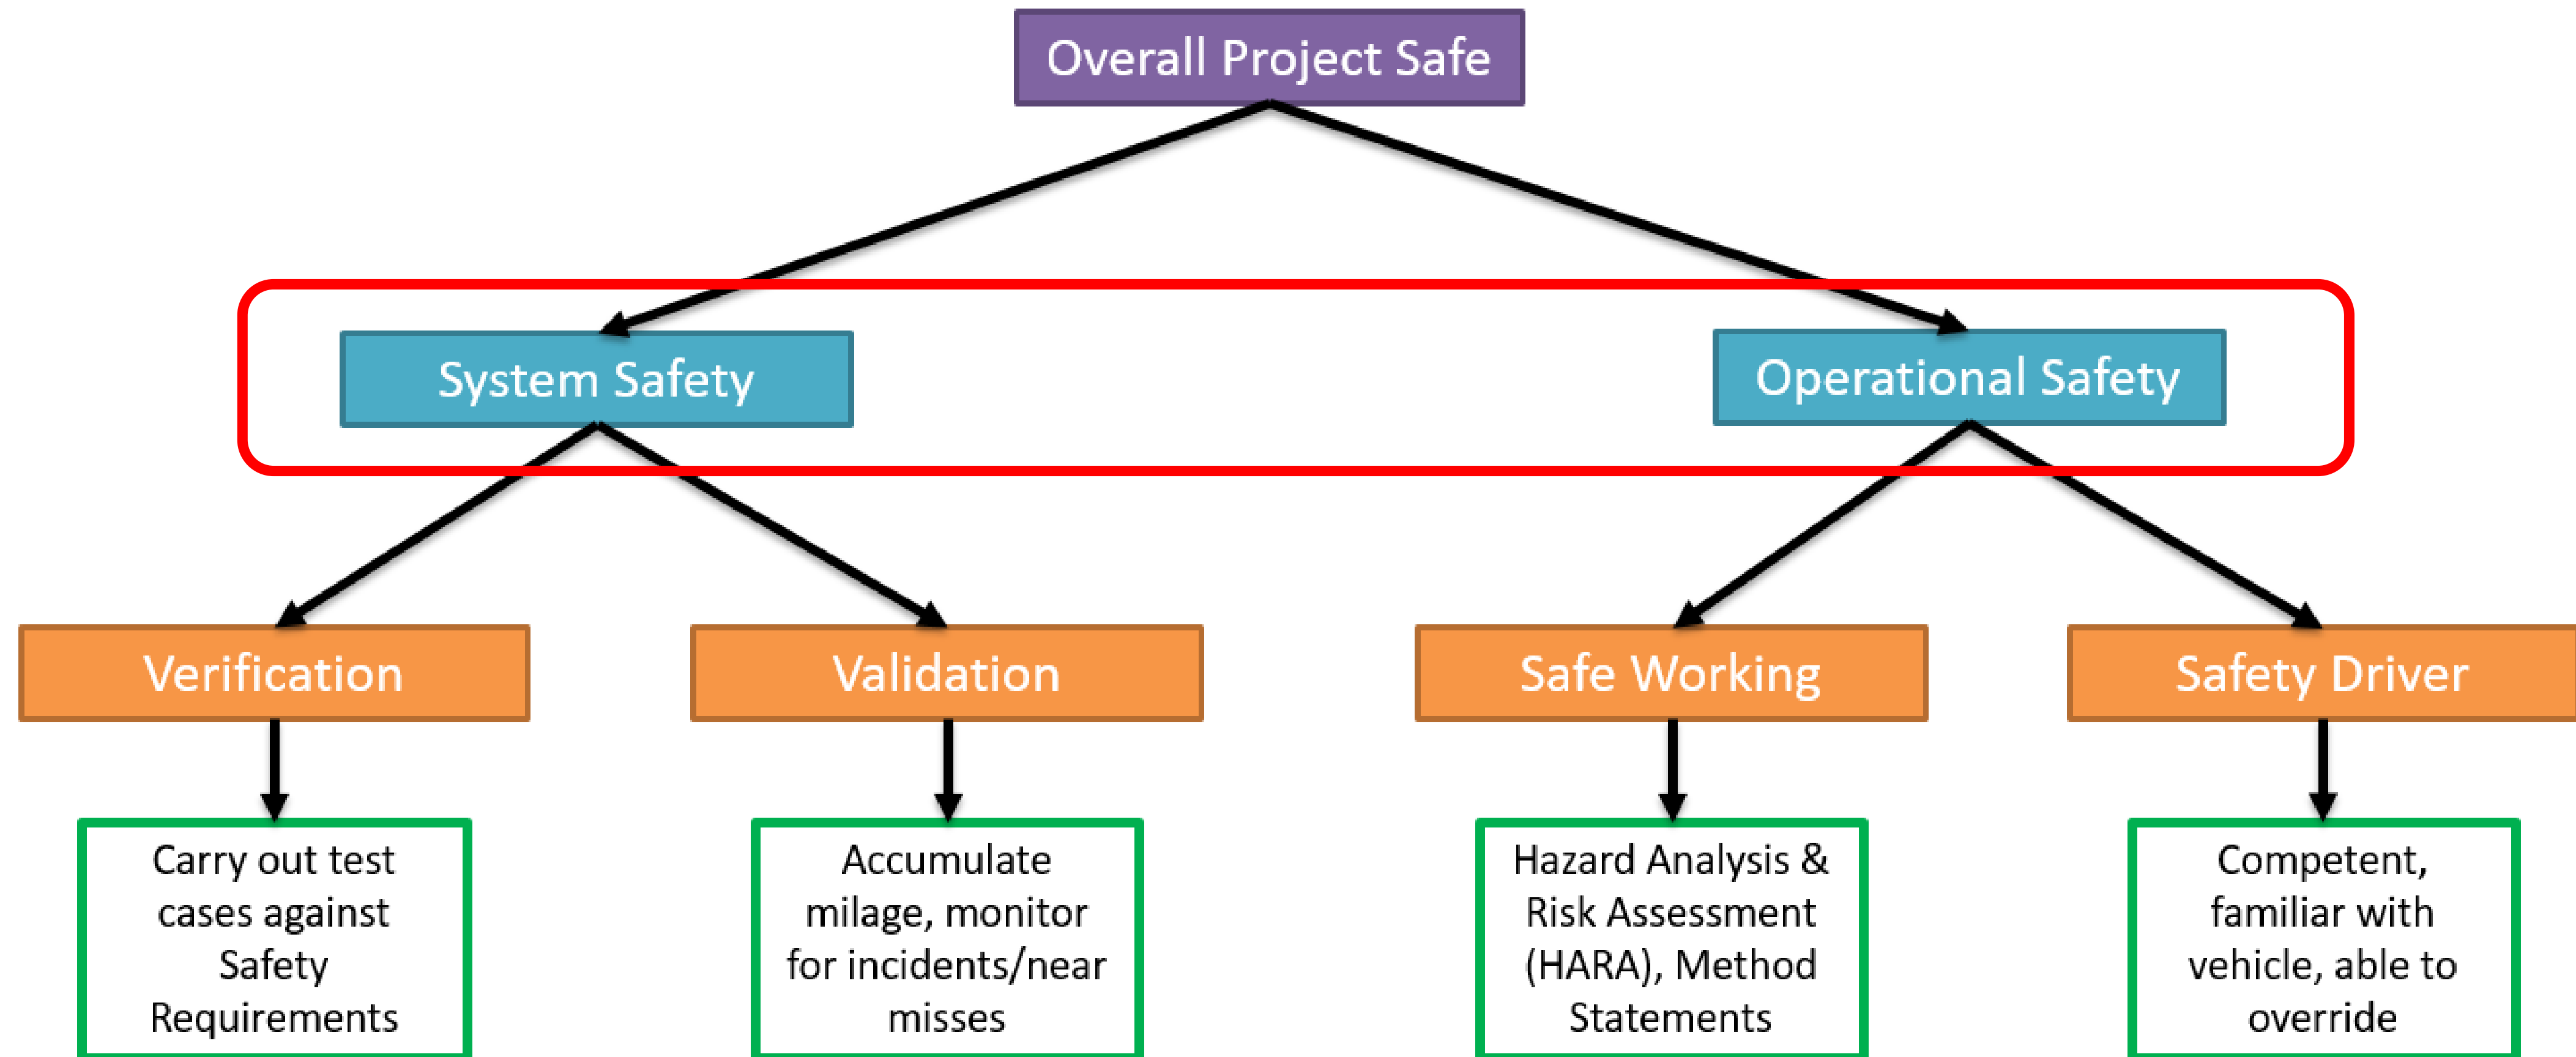 Overall Project Safe
System Safety
Operational Safety
Verification
Validation
Safe Working
Safety Driver
Carry out test
cases against
Safety
Requirements
Accumulate
milage, monitor
for incidents/near
misses
Hazard Analysis &
Risk Assessment
(HARA), Method
Statements
Competent,
familiar with
vehicle, able to
override